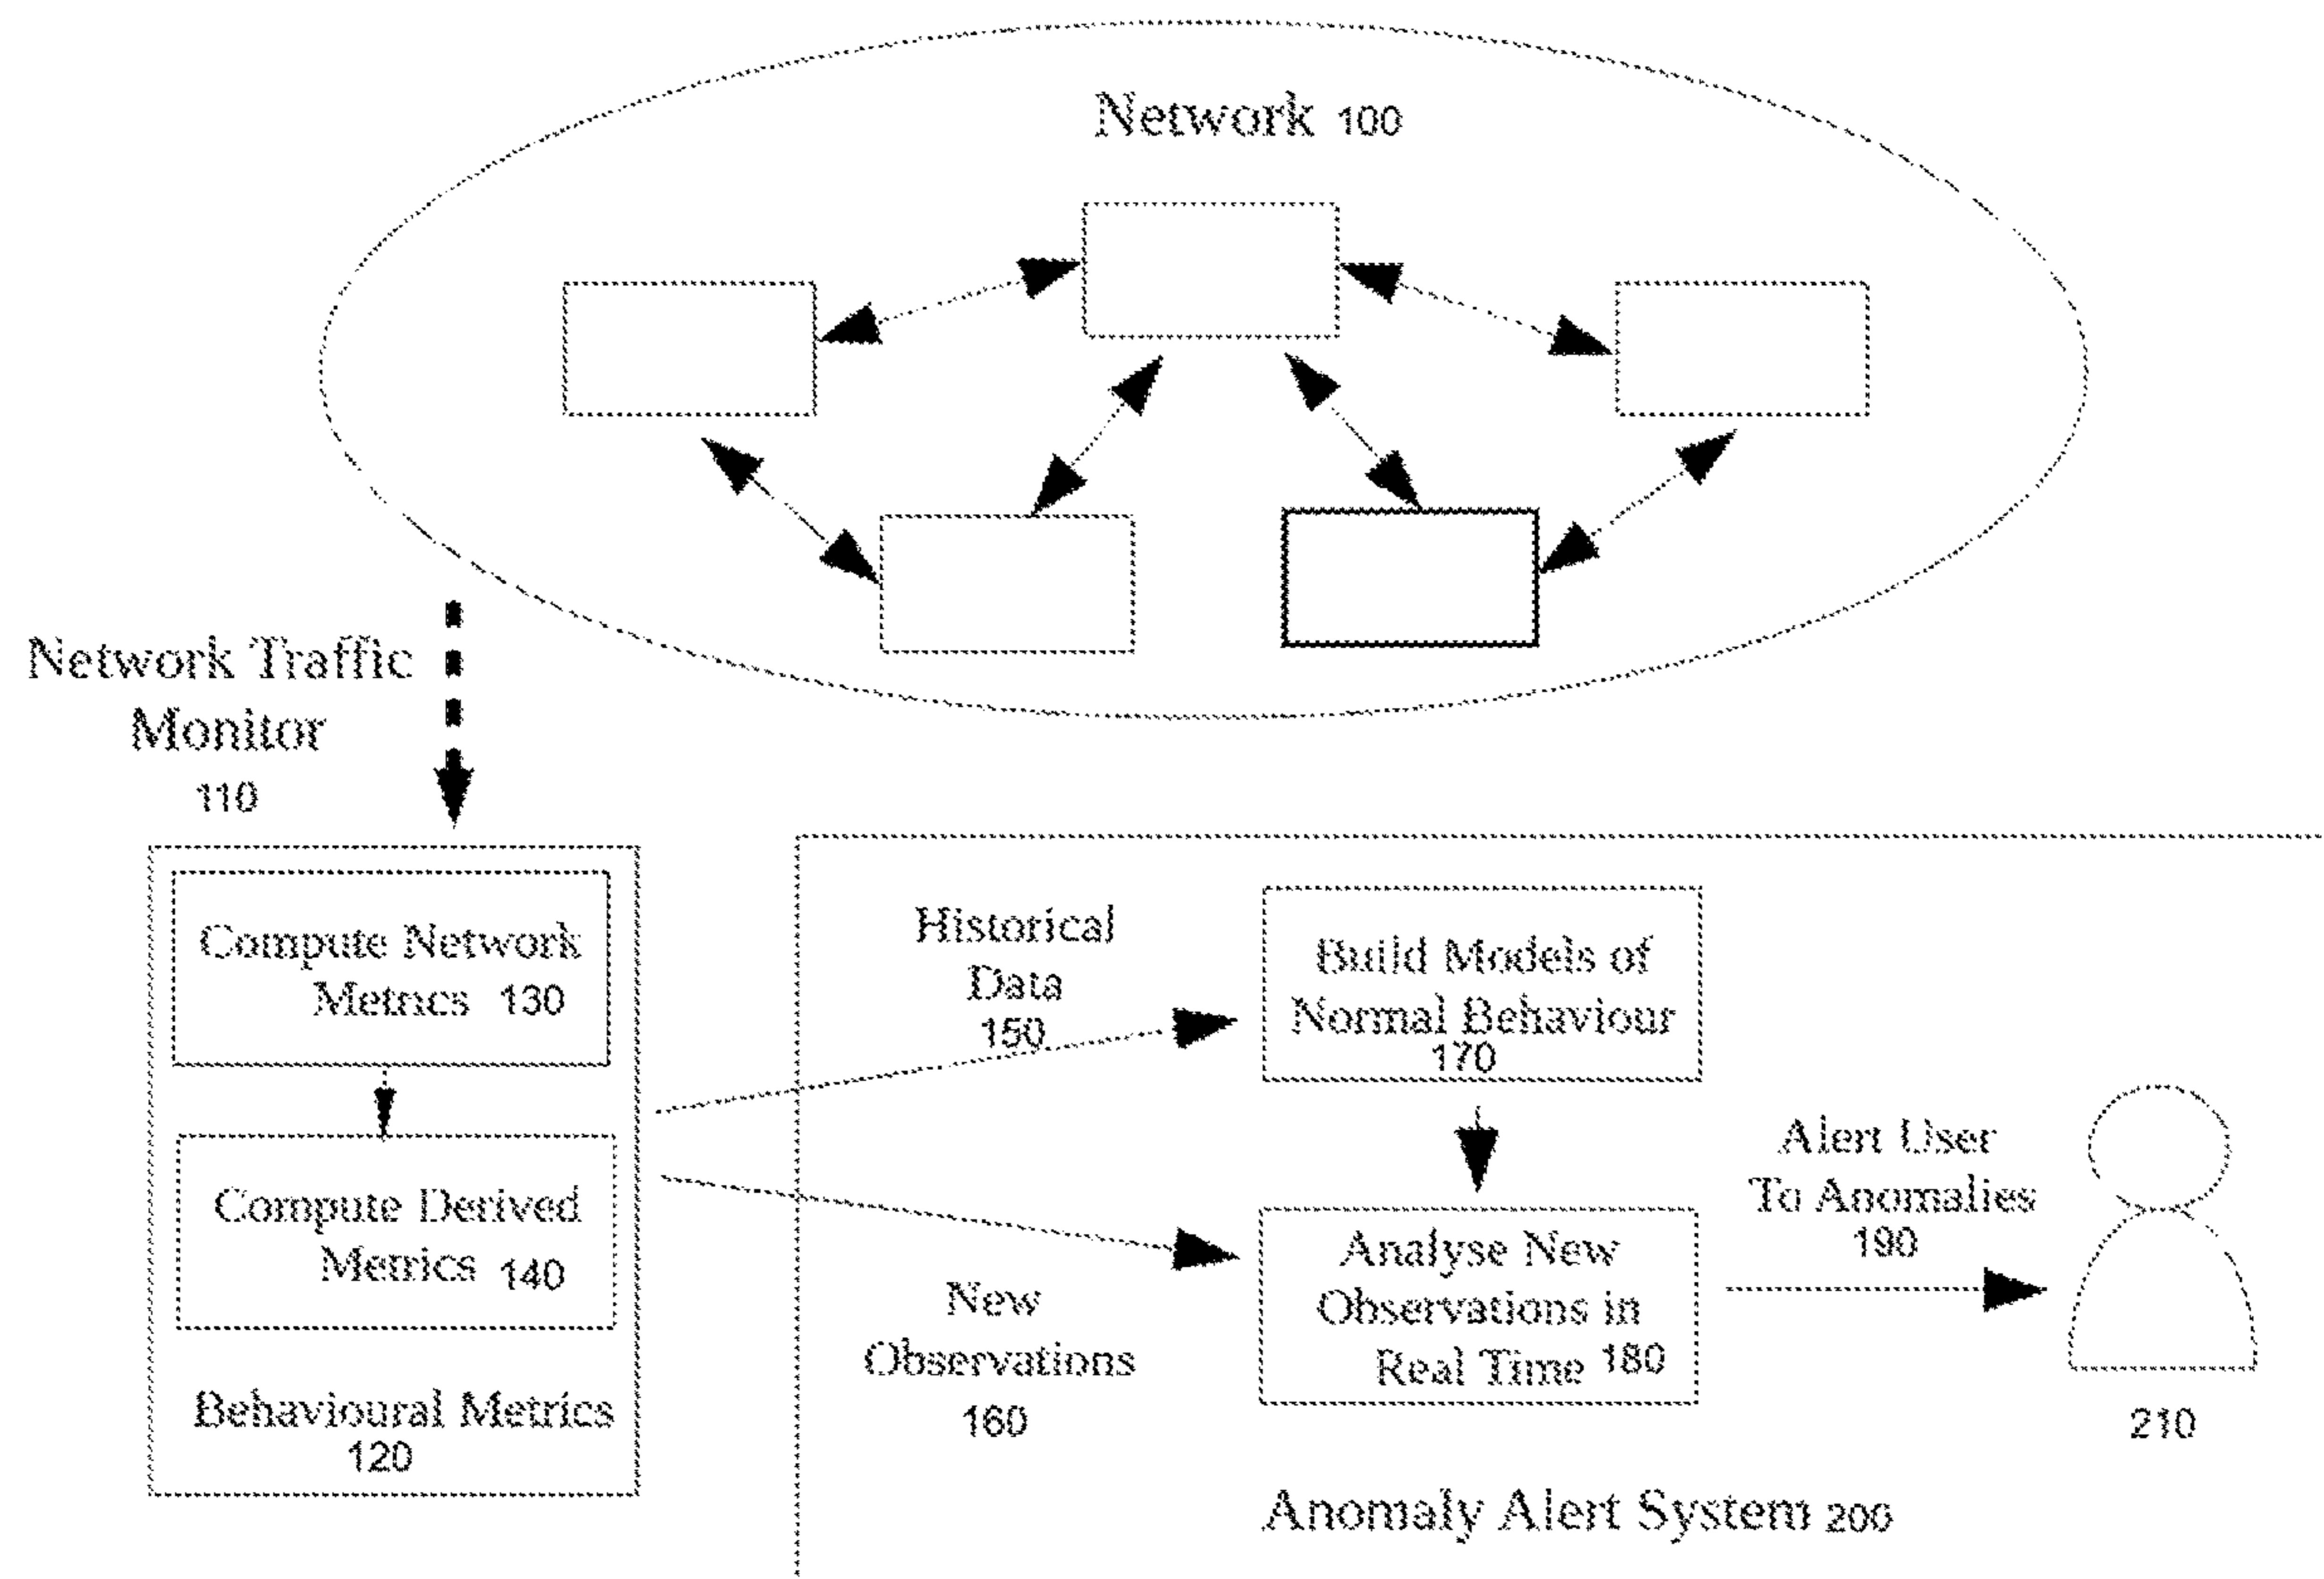 Network 100
Network Traffic
Monitor
110
Compute Network
Metrics 130
Compute Derived
Metrics 140
Behavioural Metrics
120
Historical
Data
150
New
Observations
160
Build Models of
Normal Behaviour
170
Analyse New
Observations in
Real Time 180
Alert User
To Anomalies
190
210
Anomaly Alert System 200